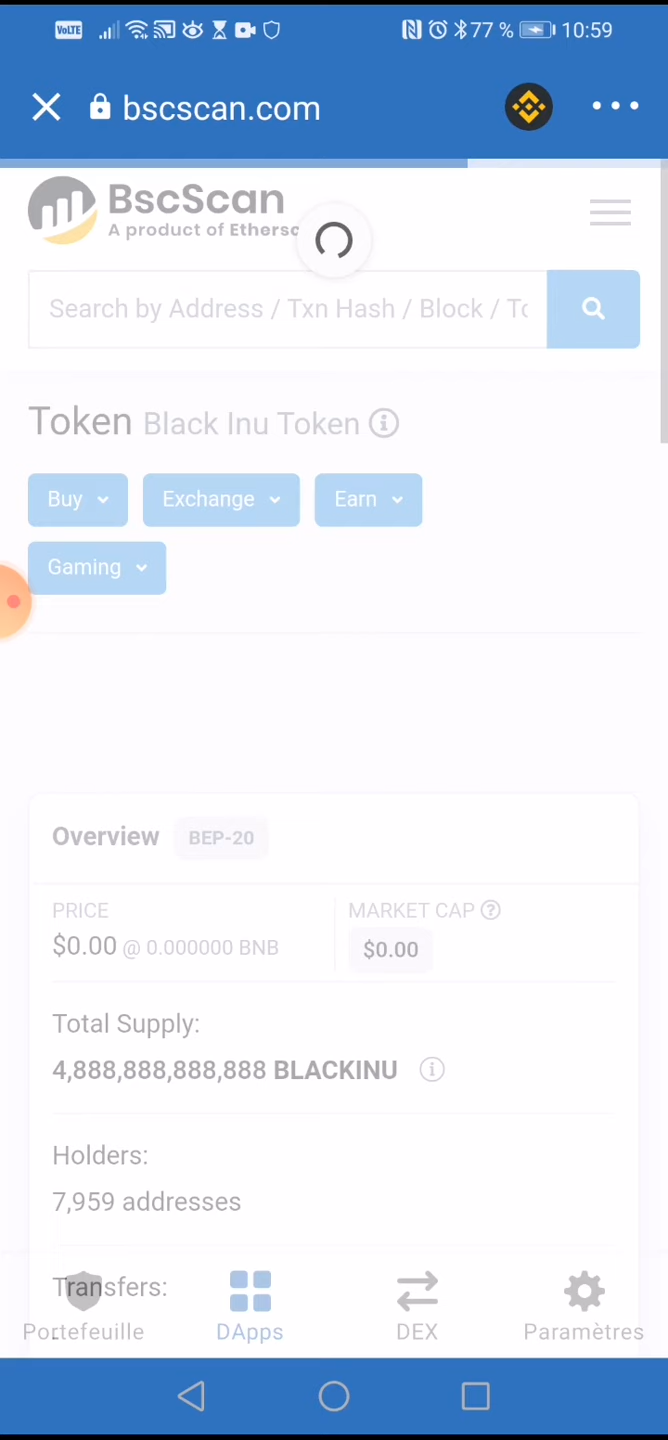 VoLTE 77 % 10:59
bscscan.com
BscScan
A product of Ethersc
Search by Address / Txn Hash / Block / To
Token Black Inu Token
Buy Exchange Earn
Gaming
Overview BEP-20
PRICE MARKET CAP
$0.00 @ 0.000000 BNB $0.00
Total Supply:
4,888,888,888,888 BLACKINU
Holders:
7,959 addresses
Transfers:
Portefeuille DApps DEX Paramètres